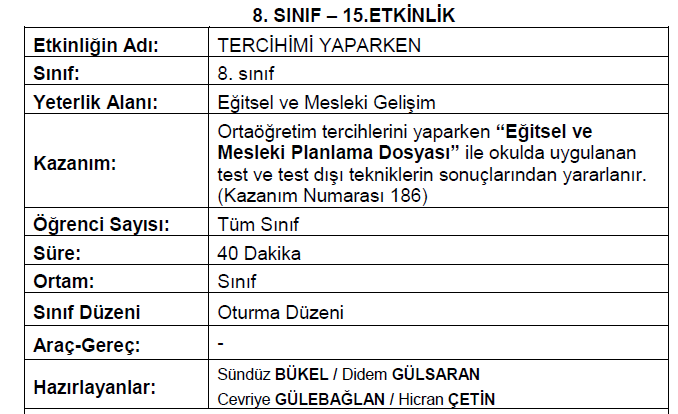 8. SINIF – 15.ETKİNLİK
Etkinliğin Adı: TERCİHİMİ YAPARKEN
Sınıf: 8. sınıf
Yeterlik Alanı: Eğitsel ve Mesleki Gelişim
Kazanım: Ortaöğretim tercihlerini yaparken “Eğitsel ve
Mesleki Planlama Dosyası” ile okulda uygulanan
test ve test dışı tekniklerin sonuçlarından yararlanır.
(Kazanım Numarası 186)
Öğrenci Sayısı: Tüm Sınıf
Süre: 40 Dakika
Ortam: Sınıf
Sınıf Düzeni Oturma Düzeni
Araç-Gereç: -
Hazırlayanlar: Sündüz BÜKEL / Didem GÜLSARAN
Cevriye GÜLEBAĞLAN / Hicran ÇETİN